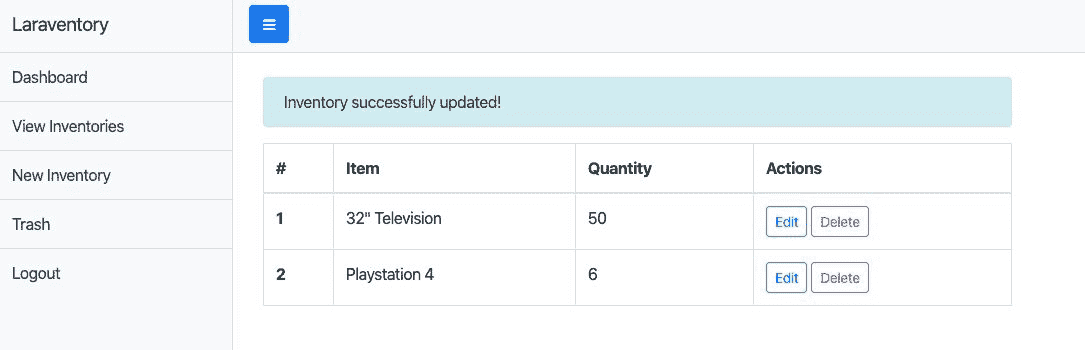 Laraventory
Dashboard
View Inventories
New Inventory
Trash
Logout
Inventory successfully updated!
# Item Quantity Actions
1 32" Television 50 Edit Delete
2 Playstation 4 6 Edit Delete